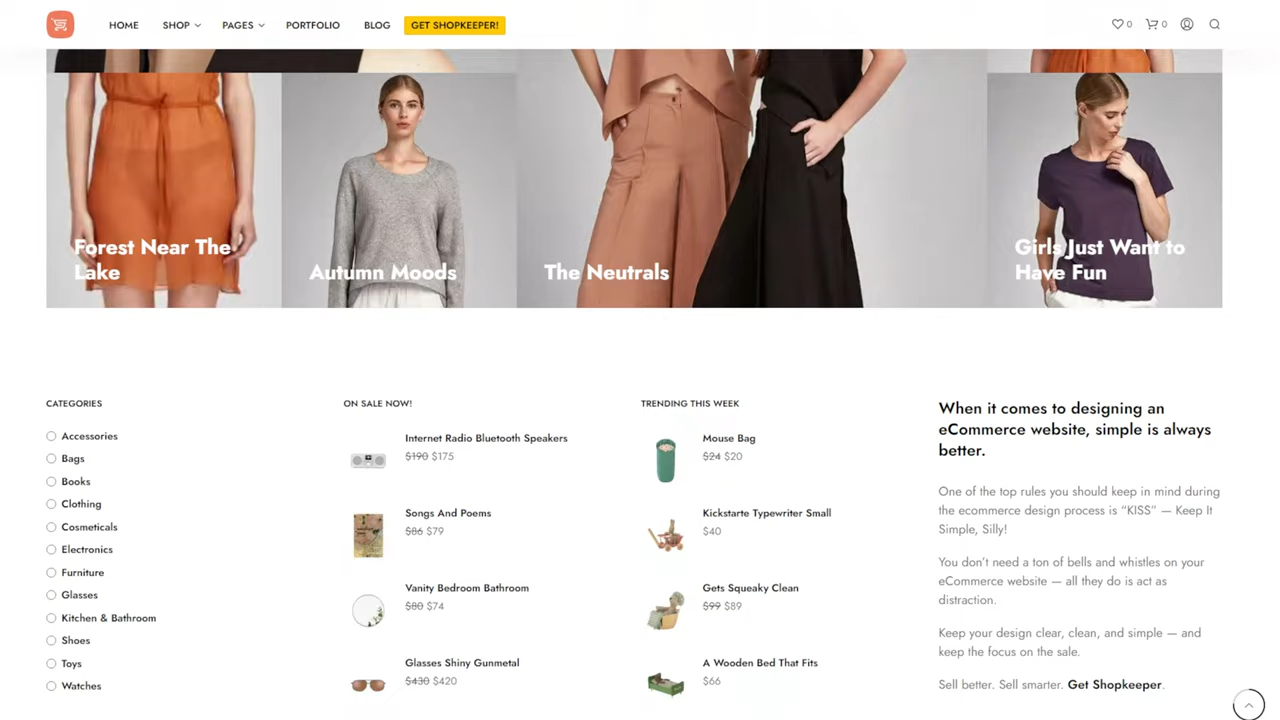 HOME SHOP PAGES PORTFOLIO BLOG GET SHOPKEEPER! 0 0
Forest Near The
Lake
Autumn Moods
The Neutrals
Girls Just Want to
Have Fun
CATEGORIES
Accessories
Bags
Books
Clothing
Cosmeticals
Electronics
Furniture
Glasses
Kitchen & Bathroom
Shoes
Toys
Watches
ON SALE NOW!
Internet Radio Bluetooth Speakers
$190 $175
Songs And Poems
$86 $79
Vanity Bedroom Bathroom
$80 $74
Glasses Shiny Gunmetal
$430 $420
TRENDING THIS WEEK
Mouse Bag
$24 $20
Kickstarte Typewriter Small
$40
Gets Squeaky Clean
$99 $89
A Wooden Bed That Fits
$66
When it comes to designing an
eCommerce website, simple is always
better.
One of the top rules you should keep in mind during
the ecommerce design process is “KISS” — Keep It
Simple, Silly!
You don’t need a ton of bells and whistles on your
eCommerce website — all they do is act as
distraction.
Keep your design clear, clean, and simple — and
keep the focus on the sale.
Sell better. Sell smarter. Get Shopkeeper.